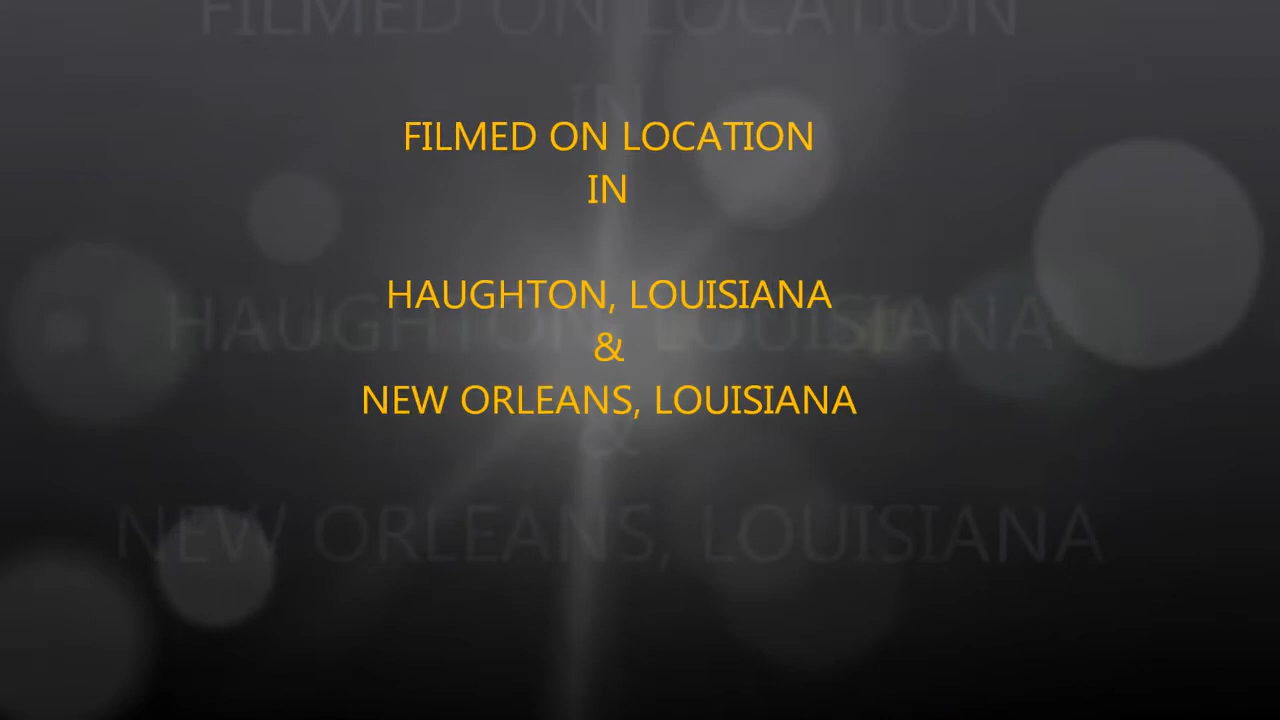 FILMED ON LOCATION
IN
HAUGHTON, LOUISIANA
&
NEW ORLEANS, LOUISIANA